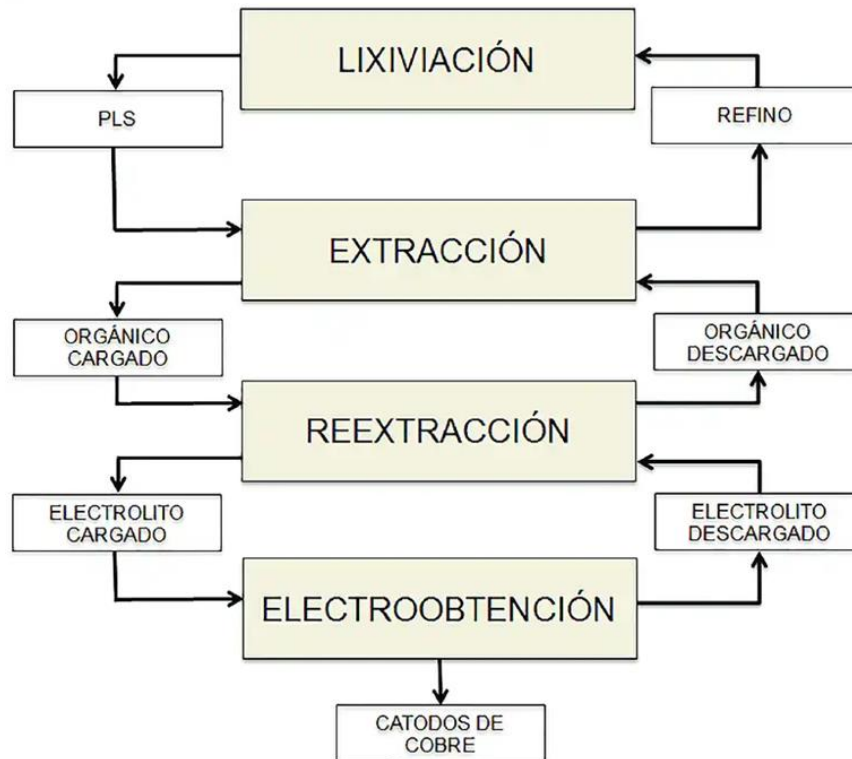 LIXIVIACIÓN
PLS
REFINO
EXTRACCIÓN
ORGÁNICO
CARGADO
ORGÁNICO
DESCARGADO
REEXTRACCIÓN
ELECTROLITO
CARGADO
ELECTROLITO
DESCARGADO
ELECTROOBTENCIÓN
CATODOS DE
COBRE